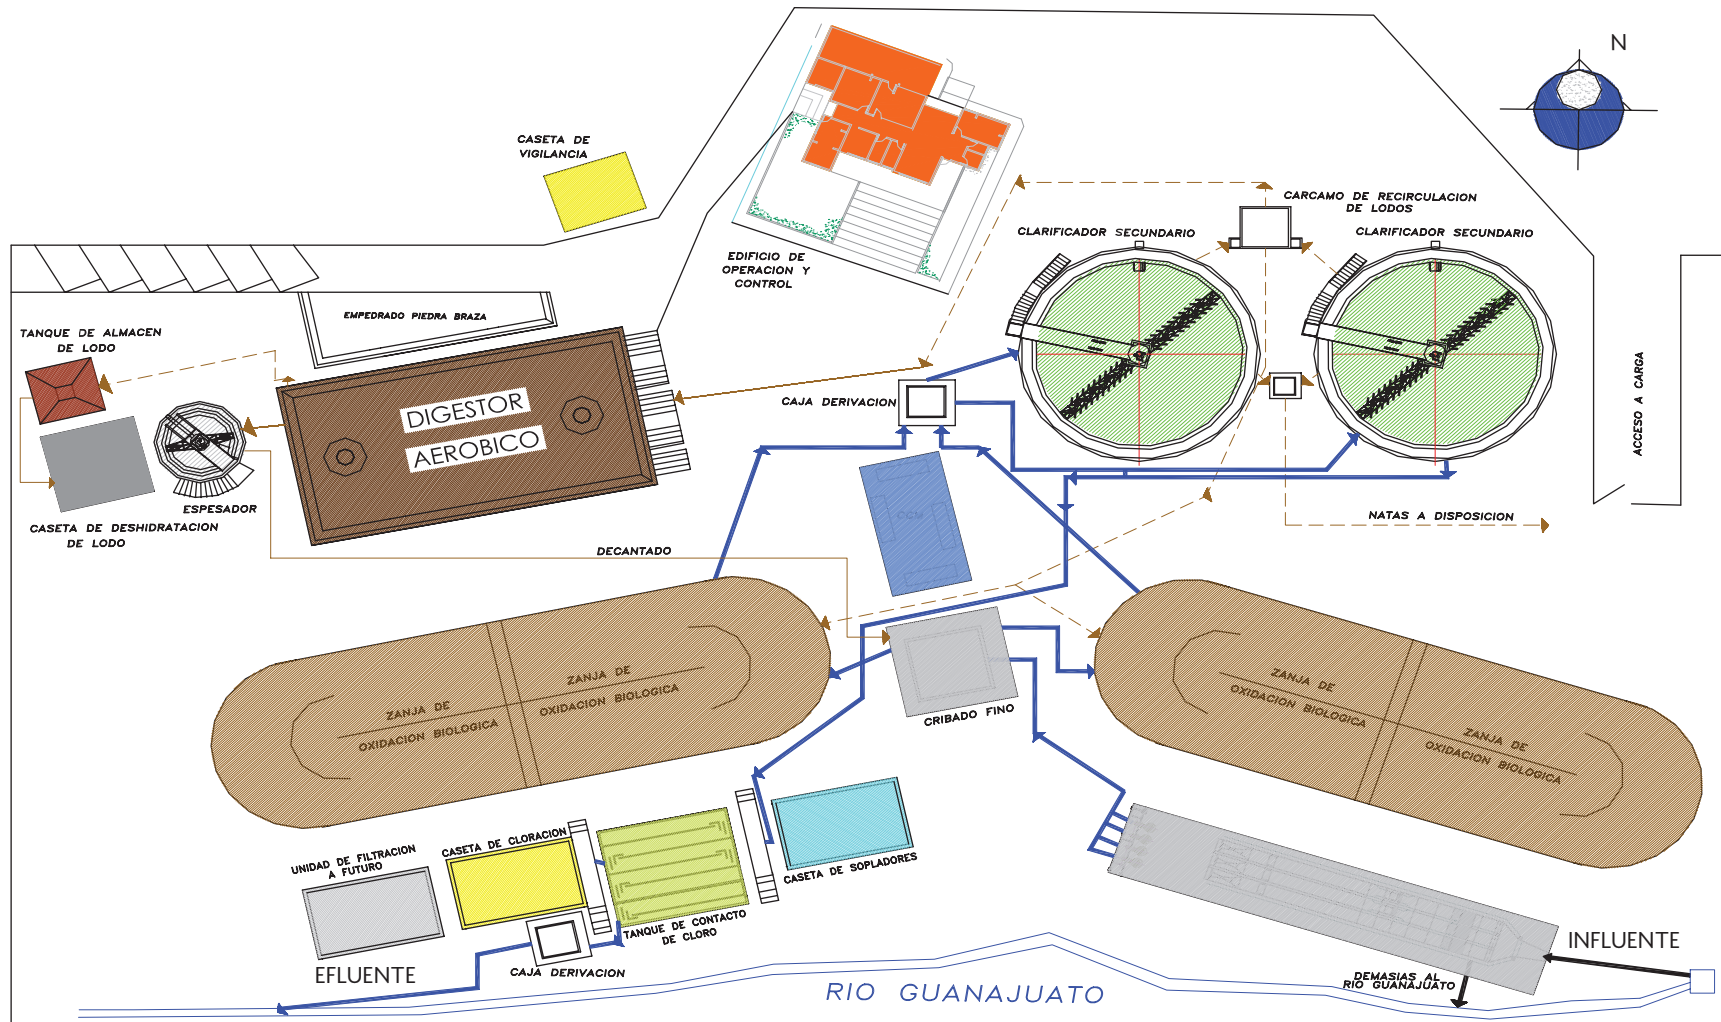 N
CASETA DE
VIGILANCIA
CARCAMO DE RECIRCULACION
DE LODOS
CLARIFICADOR SECUNDARIO
CLARIFICADOR SECUNDARIO
EDIFICIO DE
OPERACION Y
CONTROL
EMPEDRADO PIEDRA BRAZA
TANQUE DE ALMACEN
DE LODO
DIGESTOR
AEROBICO
CAJA DERIVACION
ACCESO A CARGA
ESPESADOR
CASETA DE DESHIDRATACION
DE LODO
CCM
NATAS A DISPOSICION
DECANTADO
ZANJA DE
OXIDACION BIOLOGICA
ZANJA DE
OXIDACION BIOLOGICA
CRIBADO FINO
ZANJA DE
OXIDACION BIOLOGICA
ZANJA DE
OXIDACION BIOLOGICA
UNIDAD DE FILTRACION
A FUTURO
CASETA DE CLORACION
CASETA DE SOPLADORES
TANQUE DE CONTACTO
DE CLORO
EFLUENTE
CAJA DERIVACION
INFLUENTE
DEMASIAS AL
RIO GUANAJUATO
RIO GUANAJUATO